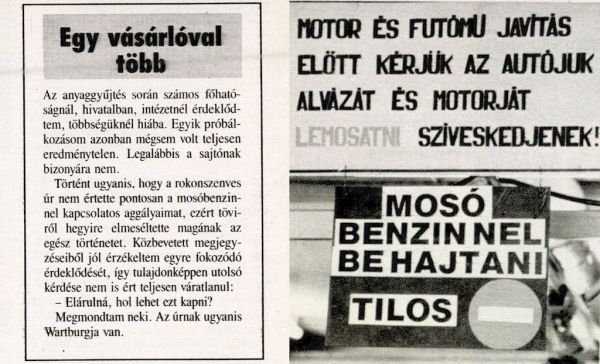 Egy vásárlóval
több
Az anyaggyűjtés során számos főható-
ságnál, hivatalban, intézetnél érdeklőd-
tem, többségüknél hiába. Egyik próbál-
kozásom azonban mégsem volt teljesen
eredménytelen. Legalábbis a sajtónak
bizonyára nem.
Történt ugyanis, hogy a rokonszenves
úr nem értette pontosan a mosóbenzin-
nel kapcsolatos aggályaimat, ezért tövi-
ről hegyire elmeséltette magának az
egész történetet. Közbevetett megjegy-
zéseiből jól érzékeltem egyre fokozódó
érdeklődését, így tulajdonképpen utolsó
kérdése nem is ért teljesen váratlanul:
– Elárulná, hol lehet ezt kapni?
Megmondtam neki. Az úrnak ugyanis
Wartburgja van.
MOTOR ÉS FUTÓMŰ JAVÍTÁS
ELŐTT KÉRJÜK AZ AUTÓJUK
ALVÁZÁT ÉS MOTORJÁT
LEMOSATNI SZÍVESKEDJENEK!
MOSÓ
BENZINNEL
BEHAJTANI
TILOS